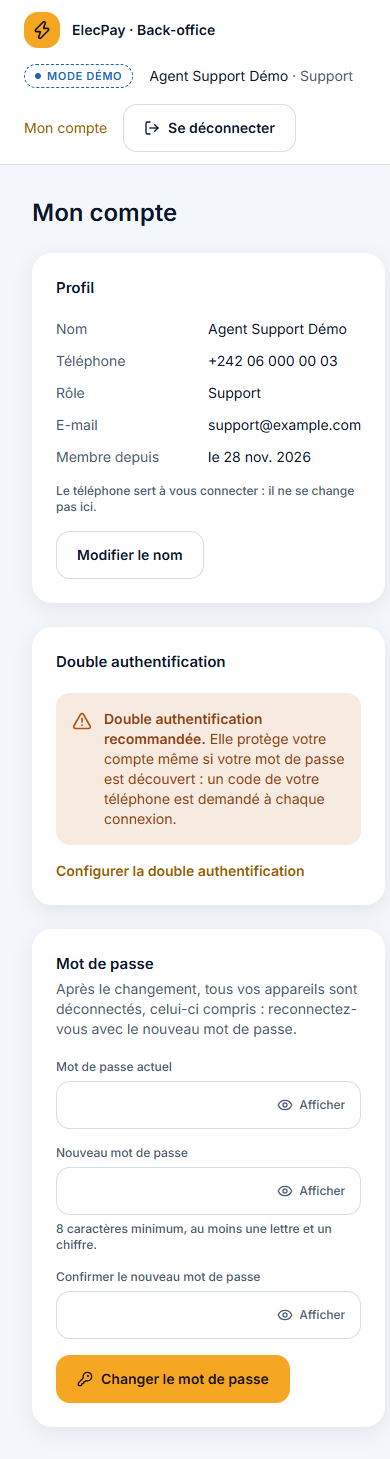 ElecPay · Back-office
MODE DÉMO
Agent Support Démo · Support
Mon compte
Se déconnecter
Mon compte
Profil
Nom
Agent Support Démo
Téléphone
+242 06 000 00 03
Rôle
Support
E-mail
support@example.com
Membre depuis
le 28 nov. 2026
Le téléphone sert à vous connecter : il ne se change
pas ici.
Modifier le nom
Double authentification
Double authentification
recommandée. Elle protège votre
compte même si votre mot de passe
est découvert : un code de votre
téléphone est demandé à chaque
connexion.
Configurer la double authentification
Mot de passe
Après le changement, tous vos appareils sont
déconnectés, celui-ci compris : reconnectez-
vous avec le nouveau mot de passe.
Mot de passe actuel
Afficher
Nouveau mot de passe
Afficher
8 caractères minimum, au moins une lettre et un
chiffre.
Confirmer le nouveau mot de passe
Afficher
Changer le mot de passe